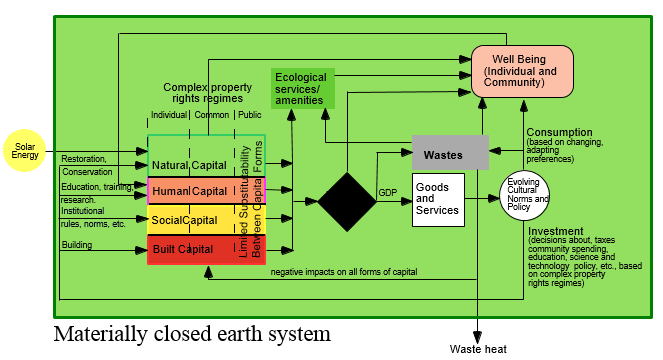 Well Being
(Individual and
Community)
Complex property
rights regimes
Individual Common Public
Ecological
services/
amenities
Solar
Energy
Restoration,
Conservation
Education, training,
research.
Institutional
rules, norms, etc.
Building
Natural Capital
Human Capital
SocialCapital
Built Capital
Limited Substitutability
Between Capital Forms
GDP
Wastes
Goods
and
Services
Consumption
(based on changing,
adapting
preferences)
Evolving
Cultural
Norms and
Policy
Investment
(decisions about, taxes
community spending,
education, science and
technology policy, etc., based
on complex property
rights regimes)
negative impacts on all forms of capital
Materially closed earth system
Waste heat